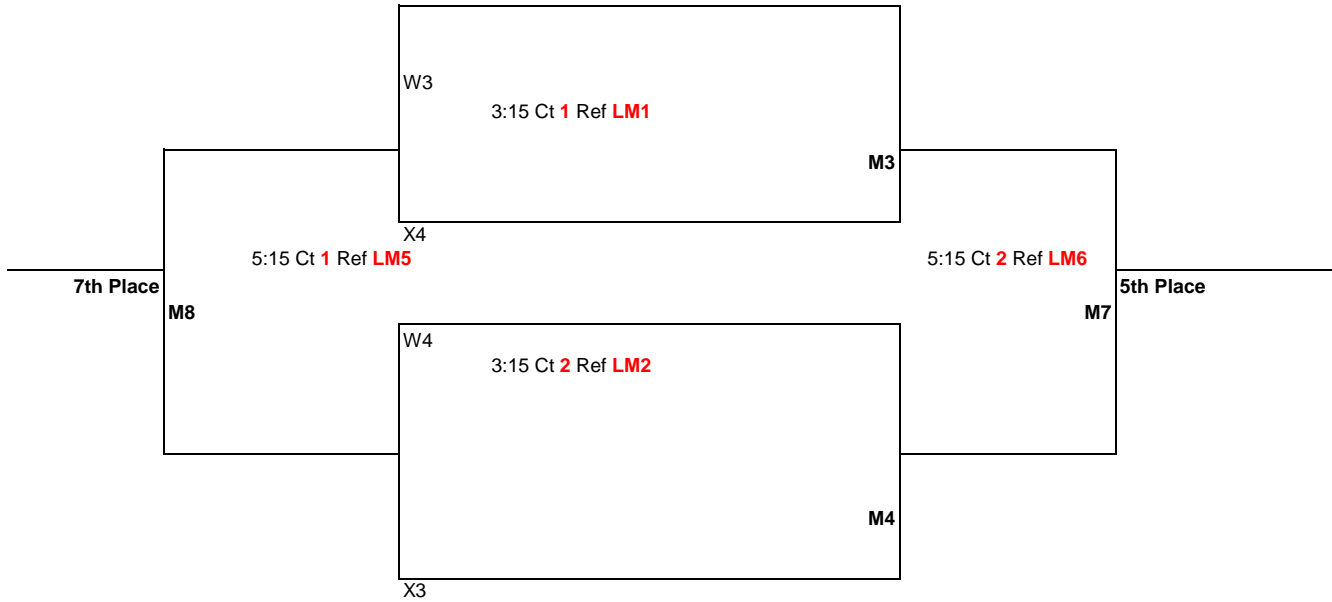 W3
3:15 Ct 1 Ref LM1
M3
X4
5:15 Ct 1 Ref LM5
5:15 Ct 2 Ref LM6
7th Place
5th Place
M8
M7
W4
3:15 Ct 2 Ref LM2
M4
X3